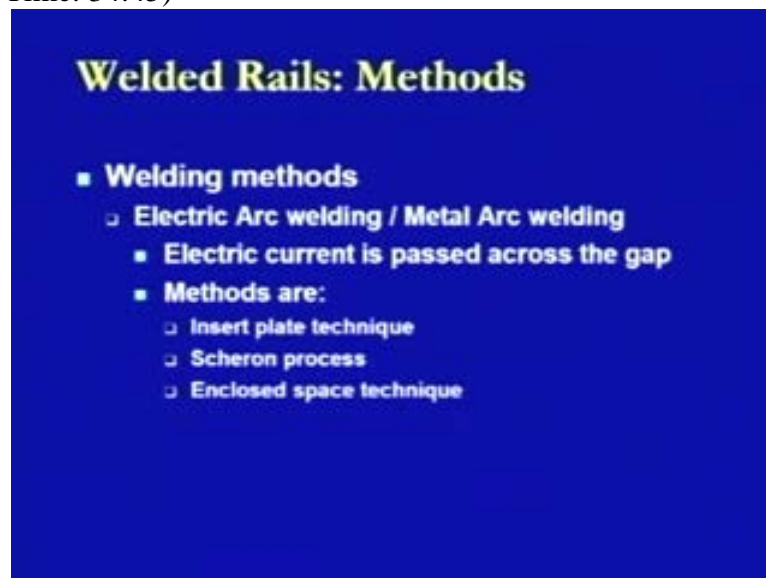 Welded Rails: Methods
Welding methods
Electric Arc welding / Metal Arc welding
Electric current is passed across the gap
Methods are:
Insert plate technique
Scheron process
Enclosed space technique